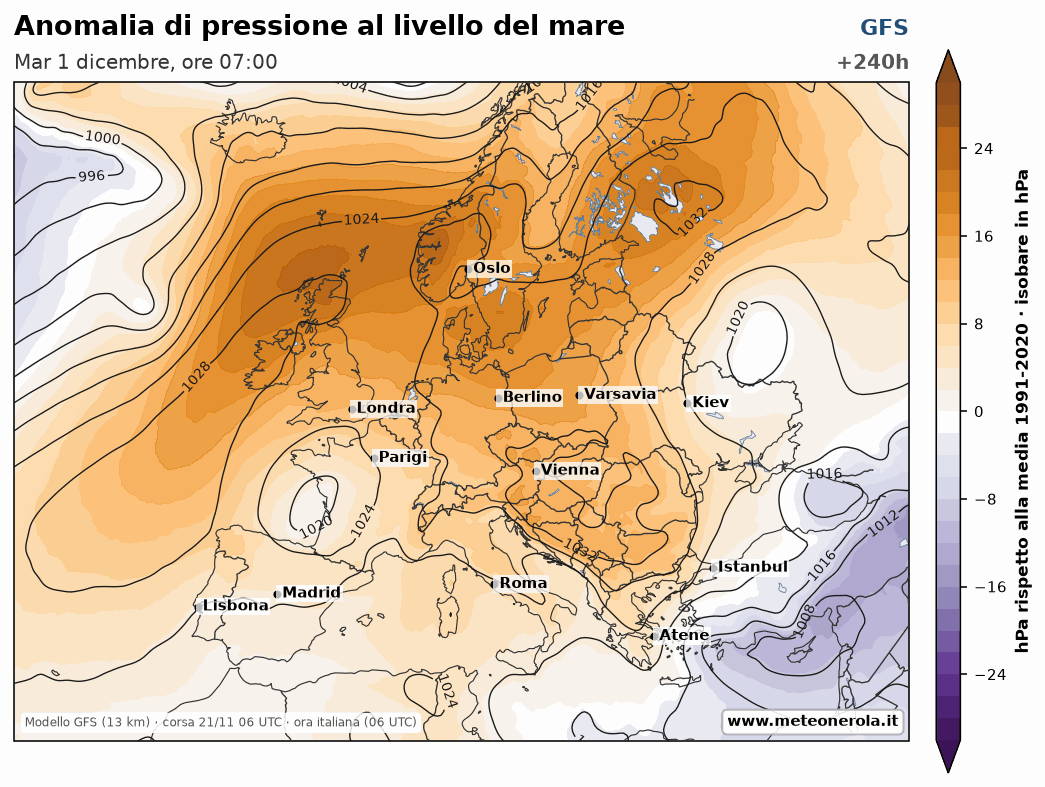 Anomalia di pressione al livello del mare
GFS
Mar 1 dicembre, ore 07:00
+240h
1004
1016
1000
996
1024
1032
1028
1020
1028
Oslo
Berlino
Varsavia
Kiev
Londra
Parigi
Vienna
1016
1020
1024
1012
1032
1016
Istanbul
Roma
Madrid
Lisbona
1008
Atene
1024
Modello GFS (13 km) · corsa 21/11 06 UTC · ora italiana (06 UTC)
www.meteonerola.it
24
16
8
0
−8
−16
−24
hPa rispetto alla media 1991-2020 · isobare in hPa